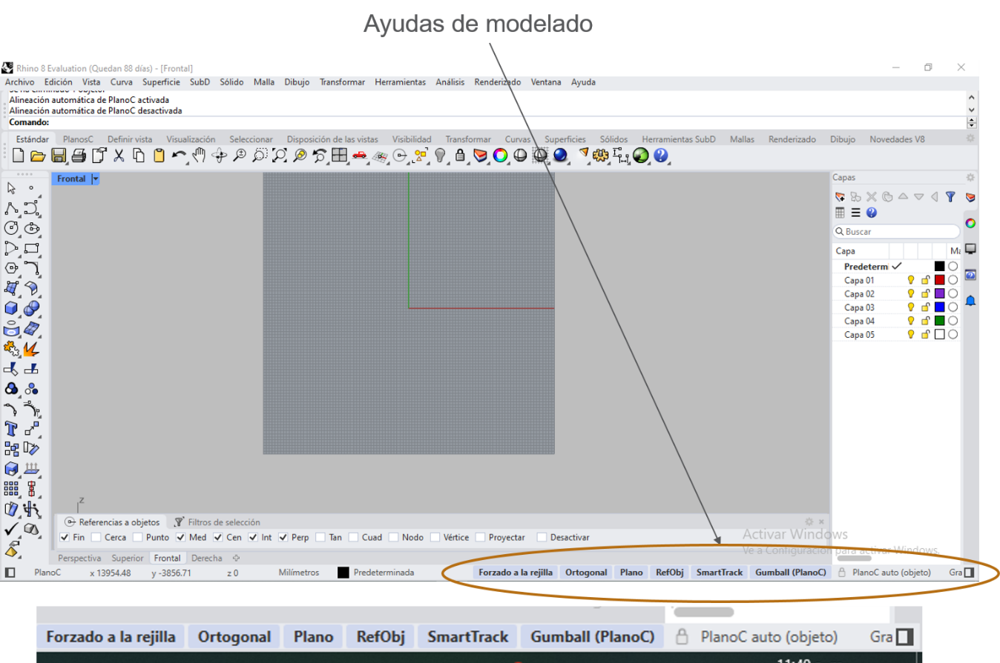 Ayudas de modelado
Rhino 8 Evaluation (Quedan 88 días) - [Frontal]
Archivo Edición Vista Curva Superficie SubD Sólido Malla Dibujo Transformar Herramientas Análisis Renderizado Ventana Ayuda
Alineación automática de PlanoC activada
Alineación automática de PlanoC desactivada
Comando:
Estándar PlanosC Definir vista Visualización Seleccionar Disposición de las vistas Visibilidad Transformar Curvas Superficies Sólidos Herramientas SubD Mallas Renderizado Dibujo Novedades V8
Frontal
Capas
Buscar
Capa Ma
Predetermi
Capa 01
Capa 02
Capa 03
Capa 04
Capa 05
z
Referencias a objetos Filtros de selección
Fin Cerca Punto Med Cen Int Perp Tan Cuad Nodo Vértice Proyectar Desactivar
Activar Windows
Ve a Configuración para activar Windows.
Perspectiva Superior Frontal Derecha
PlanoC x 13954.48 y -3856.71 z 0 Milímetros Predeterminada Forzado a la rejilla Ortogonal Plano RefObj SmartTrack Gumball (PlanoC) PlanoC auto (objeto) Gra
Forzado a la rejilla Ortogonal Plano RefObj SmartTrack Gumball (PlanoC) PlanoC auto (objeto) Gra